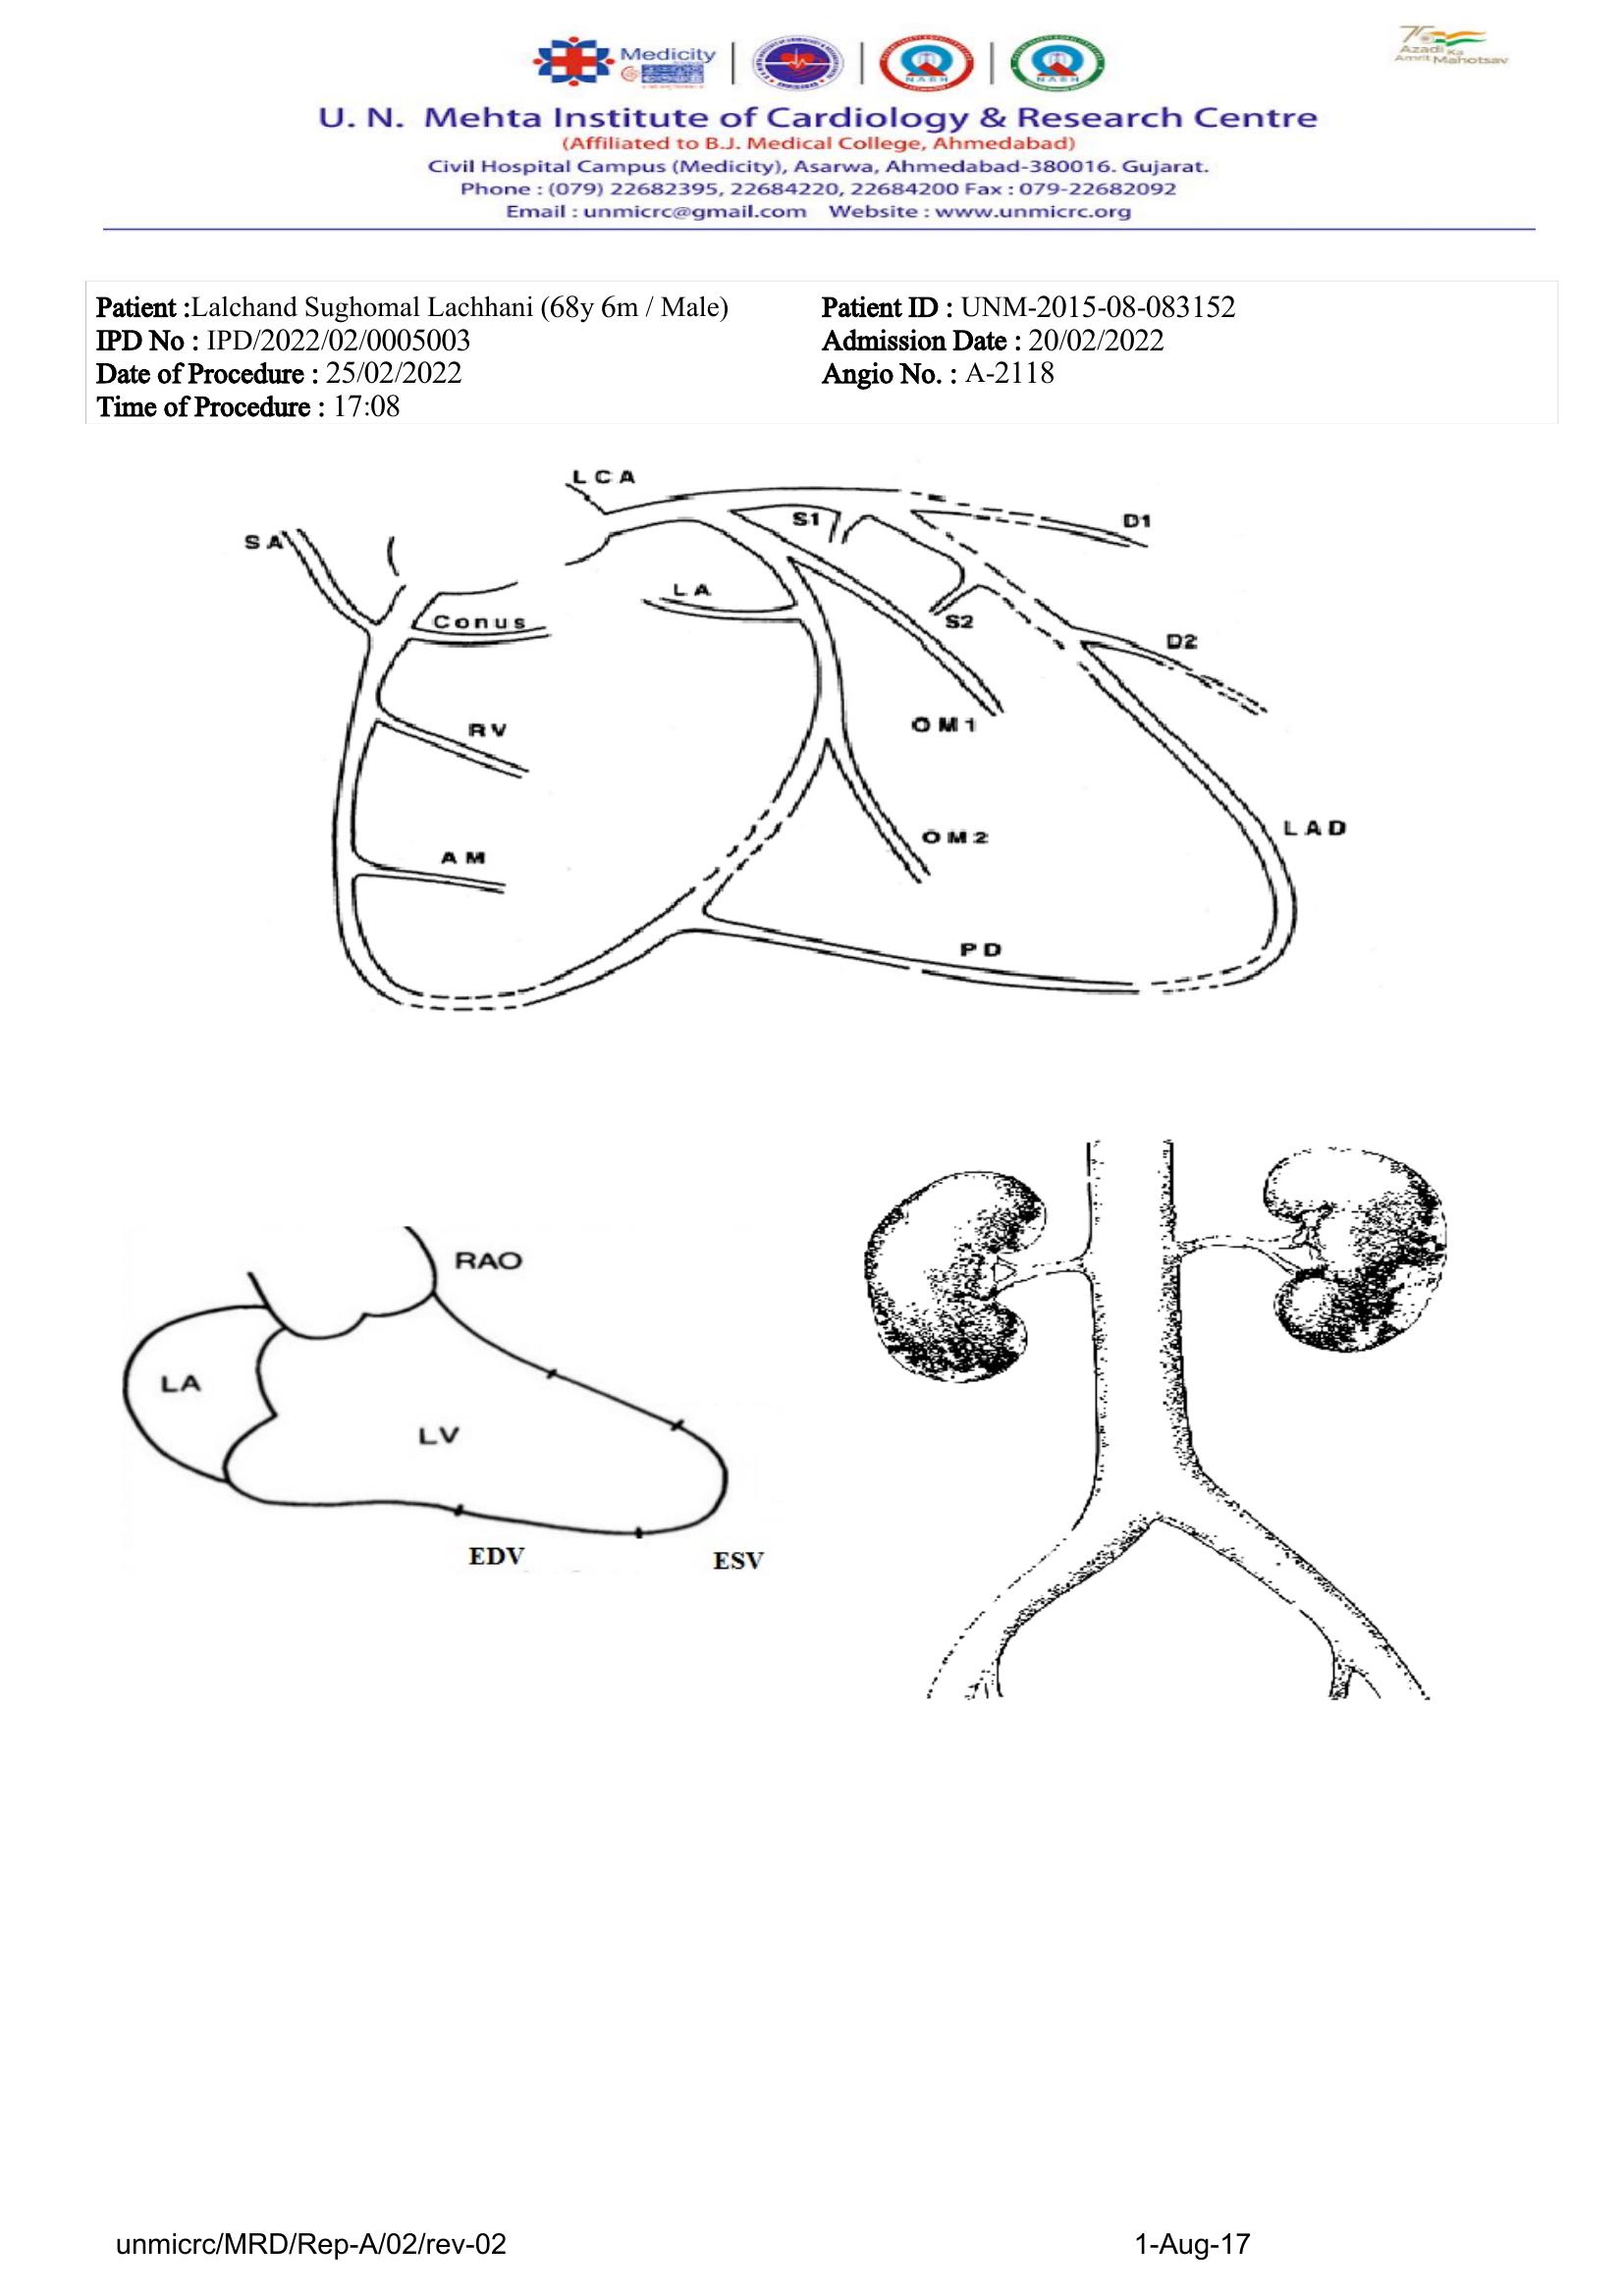 Medicity
75
Azadi Ka
Amrit Mahotsav
NABH NABH
U. N. Mehta Institute of Cardiology & Research Centre
(Affiliated to B.J. Medical College, Ahmedabad)
Civil Hospital Campus (Medicity), Asarwa, Ahmedabad-380016. Gujarat.
Phone : (079) 22682395, 22684220, 22684200 Fax : 079-22682092
Email : unmicrc@gmail.com Website : www.unmicrc.org
Patient :Lalchand Sughomal Lachhani (68y 6m / Male) Patient ID : UNM-2015-08-083152
IPD No : IPD/2022/02/0005003 Admission Date : 20/02/2022
Date of Procedure : 25/02/2022 Angio No. : A-2118
Time of Procedure : 17:08
LCA
S1 D1
SA
LA
Conus S2
D2
OM1
RV
LAD
OM2
AM
PD
RAO
LA
LV
EDV ESV
unmicrc/MRD/Rep-A/02/rev-02 1-Aug-17